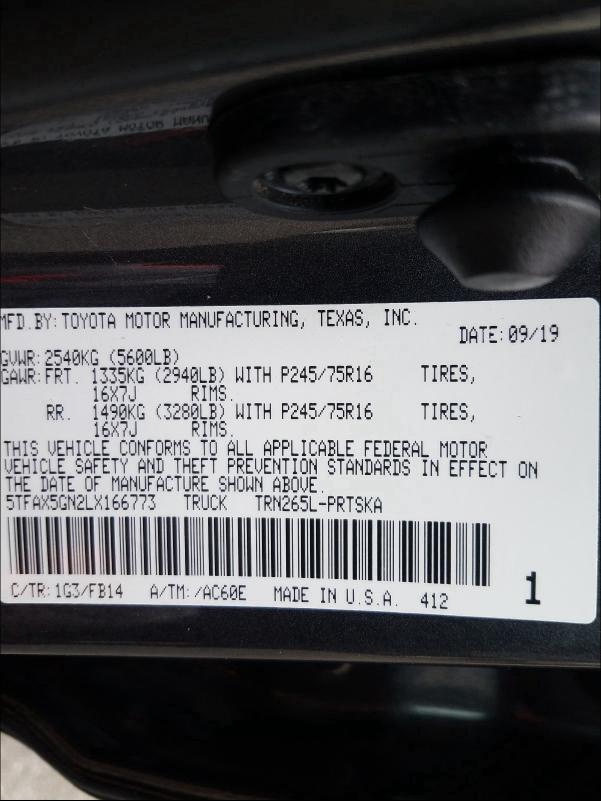 MFD.BY:TOYOTA MOTOR MANUFACTURING, TEXAS, INC.
DATE:09/19
GVWR:2540KG (5600LB)
GAWR:FRT. 1335KG (2940LB) WITH P245/75R16 TIRES,
16X7J RIMS.
RR. 1490KG (3280LB) WITH P245/75R16 TIRES,
16X7J RIMS.
THIS VEHICLE CONFORMS TO ALL APPLICABLE FEDERAL MOTOR
VEHICLE SAFETY AND THEFT PREVENTION STANDARDS IN EFFECT ON
THE DATE OF MANUFACTURE SHOWN ABOVE.
5TFAX5GN2LX166773 TRUCK TRN265L-PRTSKA
C/TR:1G3/FB14 A/TM:/AC60E MADE IN U.S.A. 412
1